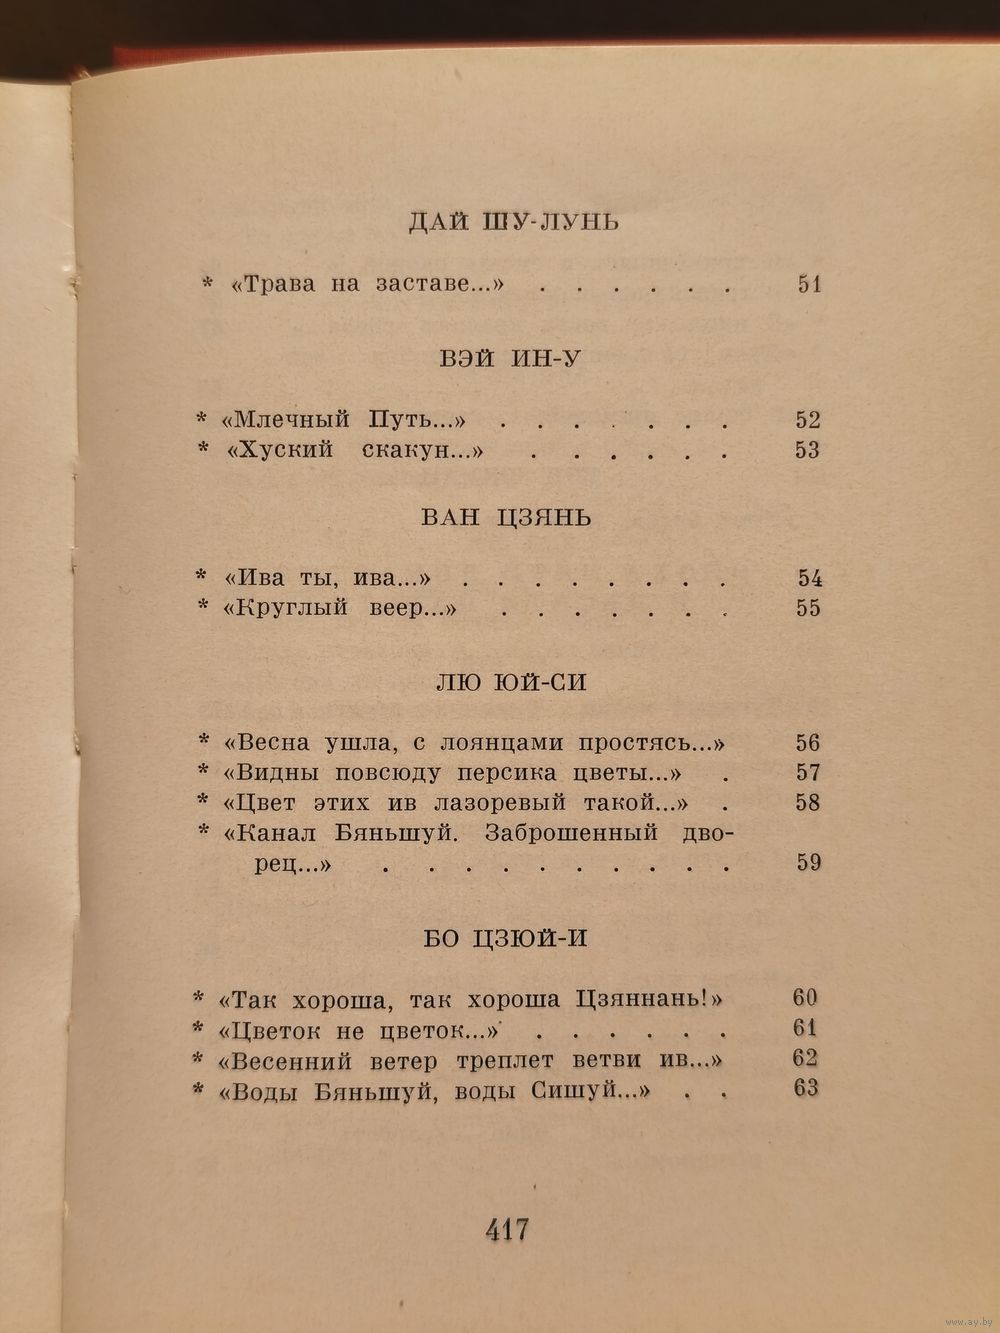 ДАЙ ШУ-ЛУНЬ
* «Трава на заставе...» . . . . . . 51
ВЭЙ ИН-У
* «Млечный Путь...» . . . . . . . 52
* «Хуский скакун...» . . . . . . 53
ВАН ЦЗЯНЬ
* «Ива ты, ива...» . . . . . . . . 54
* «Круглый веер...» . . . . . . . 55
ЛЮ ЮЙ-СИ
* «Весна ушла, с лоянцами простясь...» 56
* «Видны повсюду персика цветы...» . 57
* «Цвет этих ив лазоревый такой...» . 58
* «Канал Бяньшуй. Заброшенный дво-
рец...» . . . . . . . . . . 59
БО ЦЗЮЙ-И
* «Так хороша, так хороша Цзяннань!» 60
* «Цветок не цветок...» . . . . . . 61
* «Весенний ветер треплет ветви ив...» 62
* «Воды Бяньшуй, воды Сишуй...» . . 63
417
www.ay.by